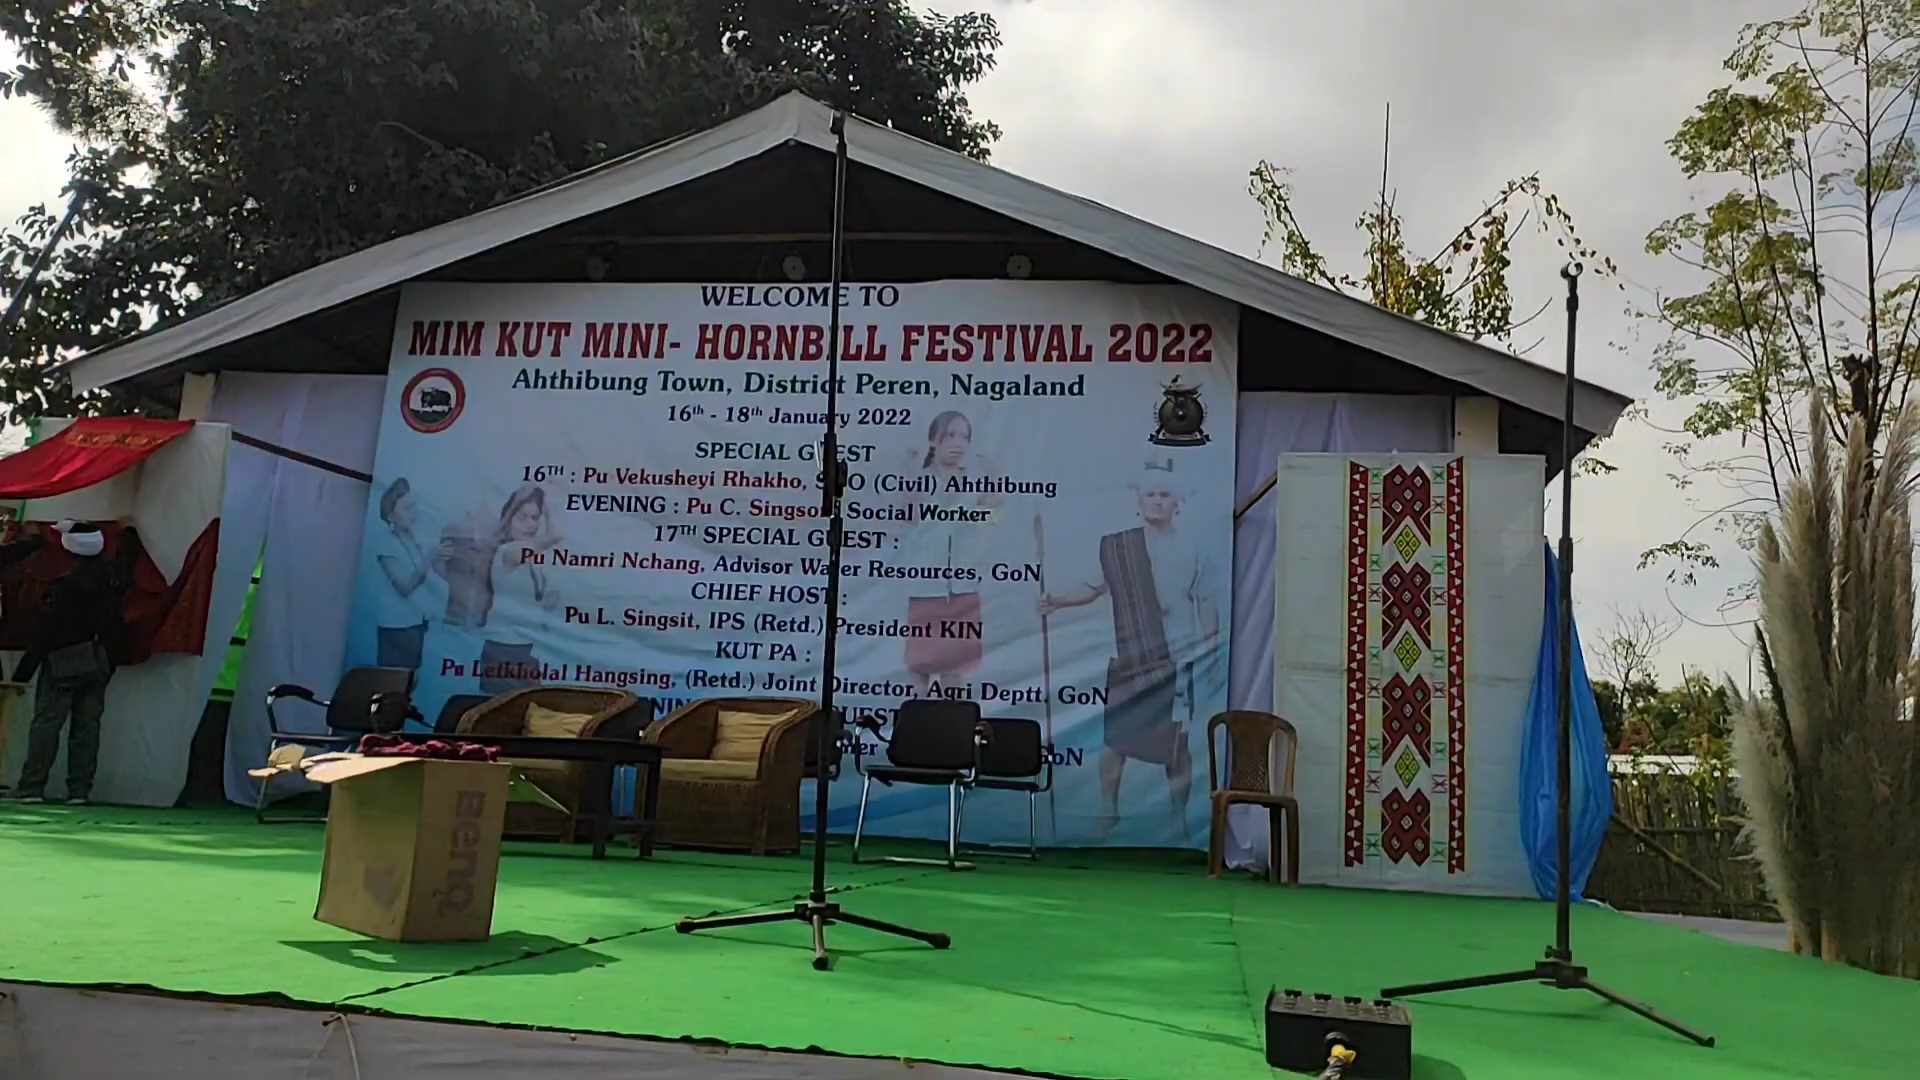 WELCOME TO
MIM KUT MINI- HORNBILL FESTIVAL 2022
Ahthibung Town, District Peren, Nagaland
16th - 18th January 2022
SPECIAL GUEST
16TH : Pu Vekusheyi Rhakho, O (Civil) Ahthibung
EVENING : Pu C. Singson Social Worker
17TH SPECIAL GUEST :
Pu Namri Nchang, Advisor Water Resources, GoN
CHIEF HOST :
Pu L. Singsit, IPS (Retd.) President KIN
KUT PA :
Pu Letkholal Hangsing, (Retd.) Joint Director, Agri Deptt. GoN
GoN
BenQ